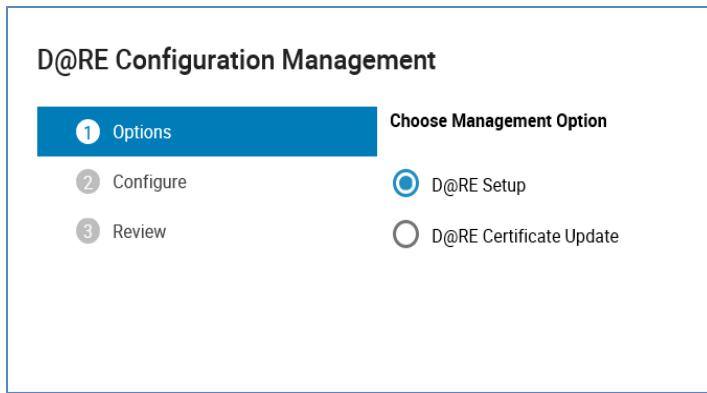 D@RE Configuration Management
1 Options
2 Configure
3 Review
Choose Management Option
D@RE Setup
D@RE Certificate Update